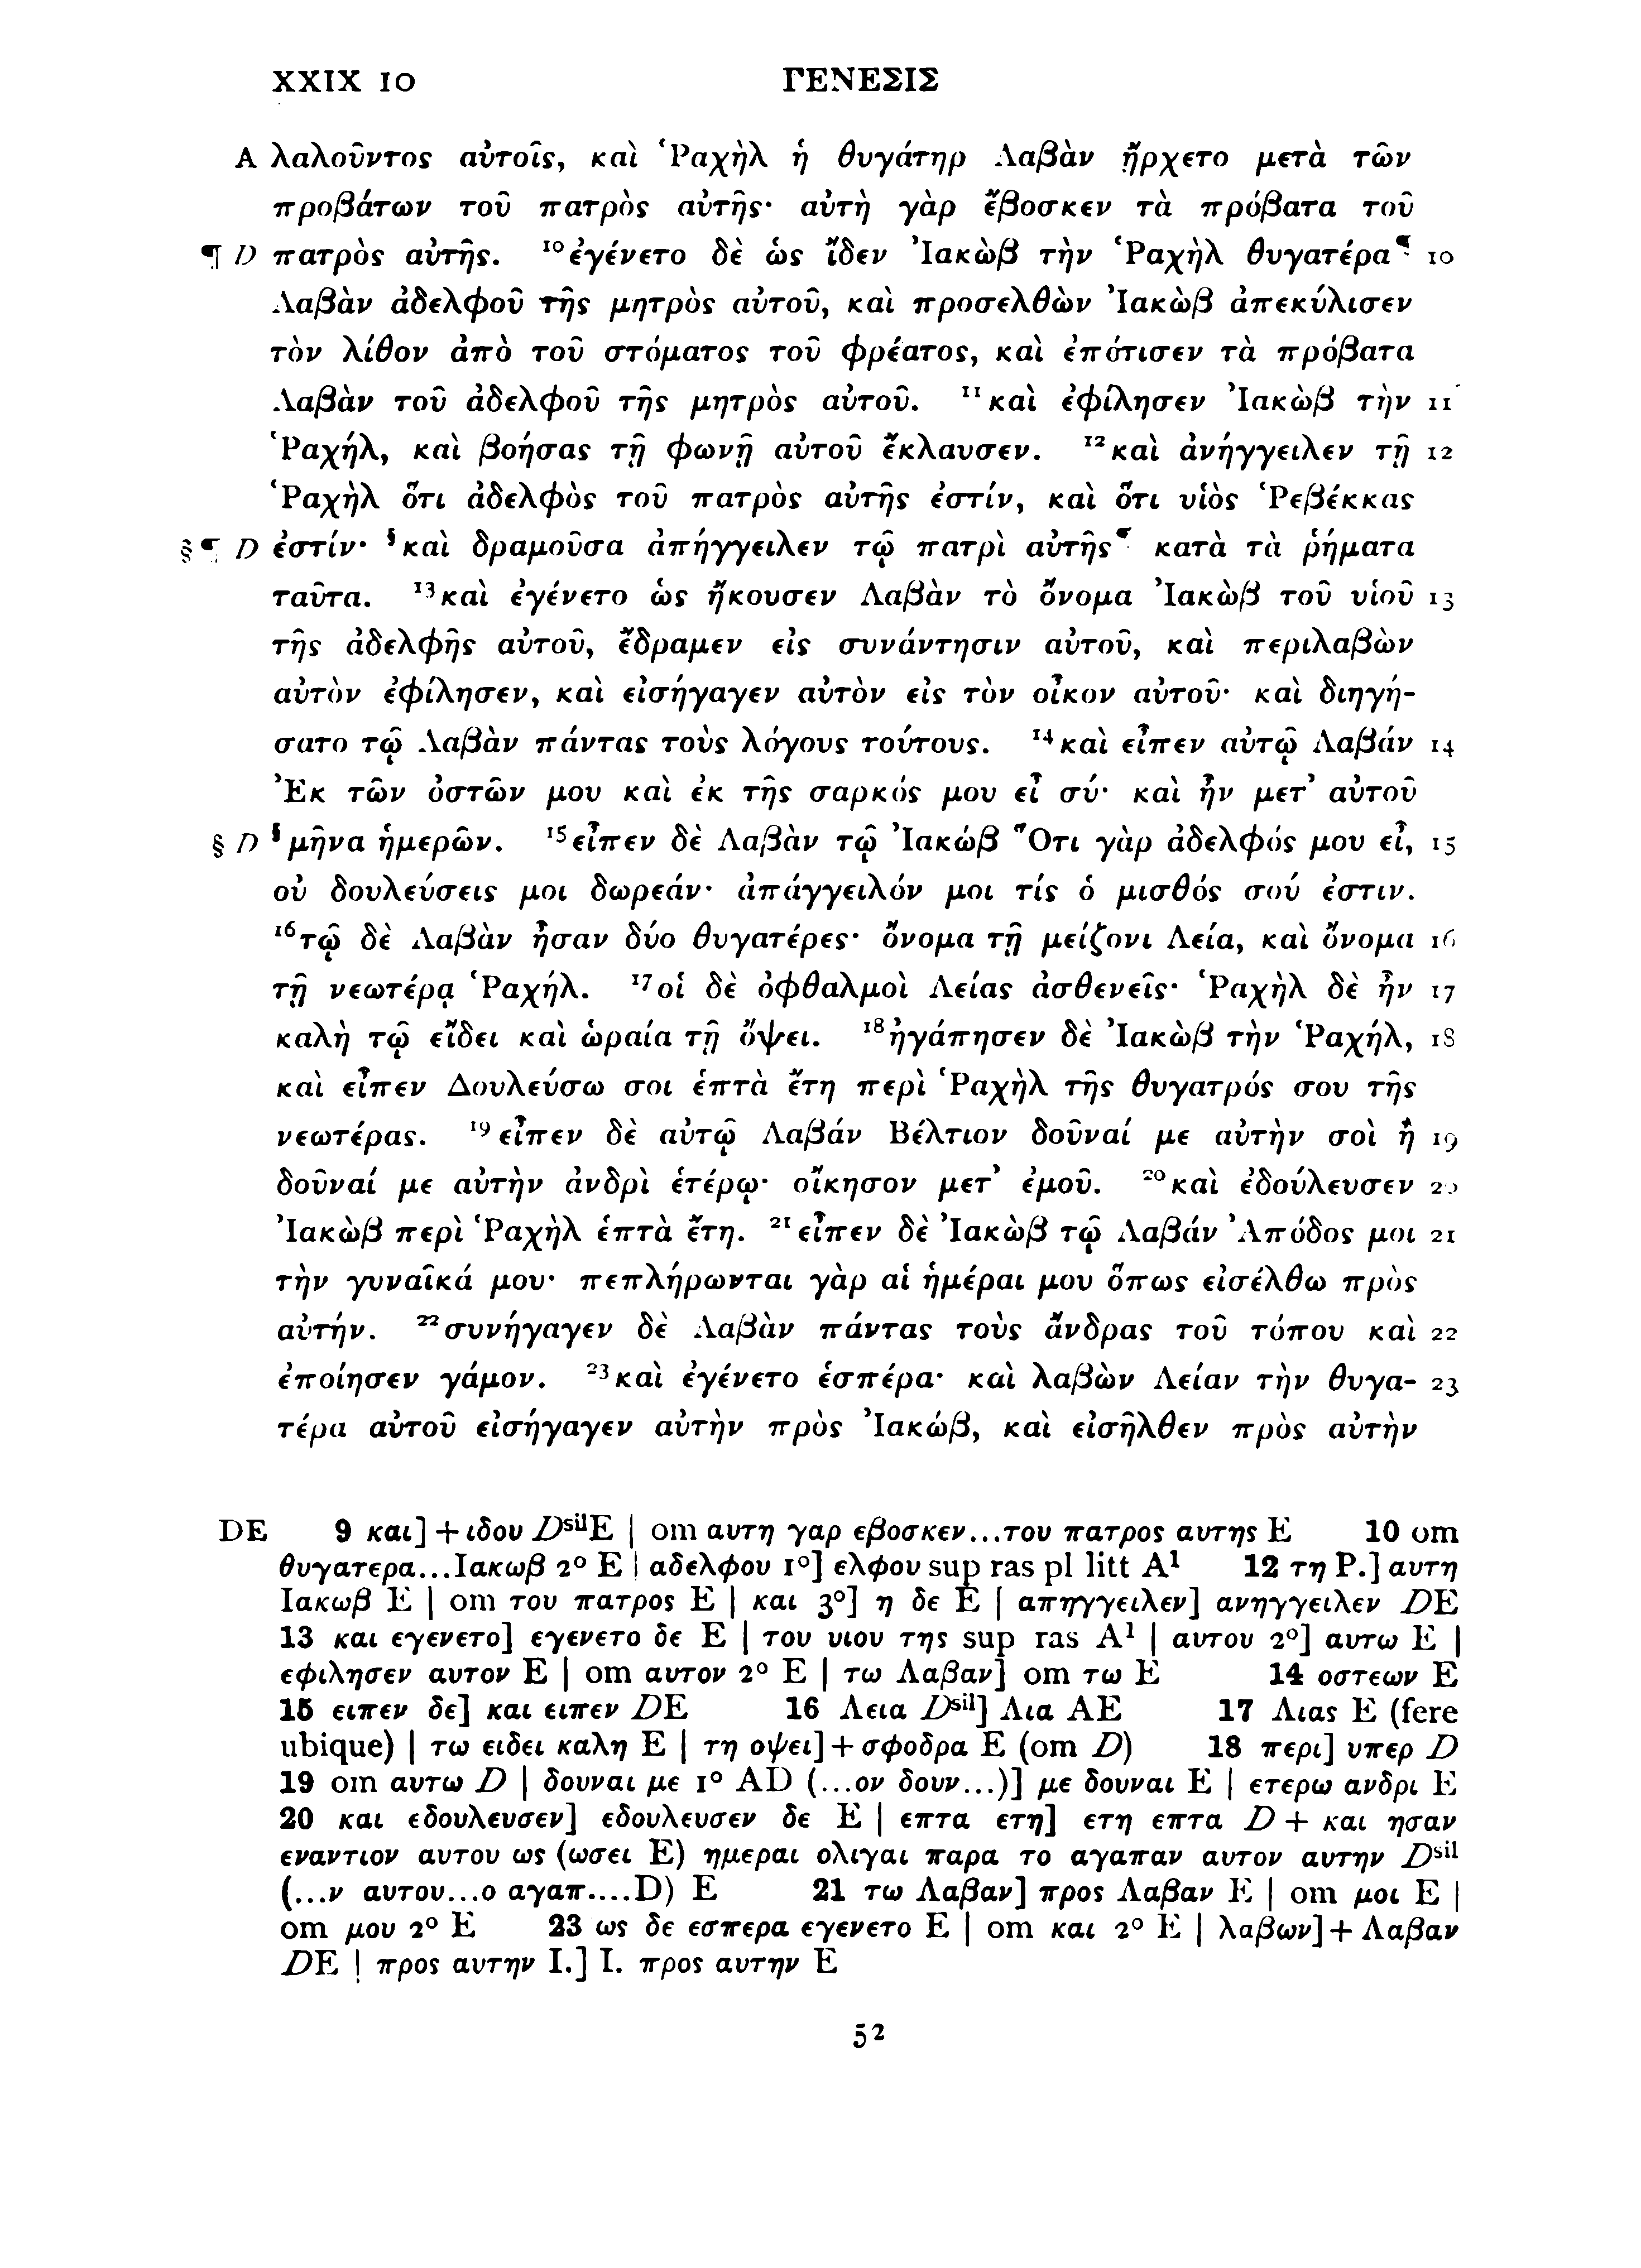 XXIX 10 ΓΕΝΕΣΙΣ
A λαλοῦντος αὐτοῖς, καὶ Ῥαχὴλ ἡ θυγάτηρ Λαβὰν ἤρχετο μετὰ τῶν
προβάτων τοῦ πατρὸς αὐτῆς· αὐτὴ γὰρ ἔβοσκεν τὰ πρόβατα τοῦ
¶ D πατρὸς αὐτῆς. ¹⁰ἐγένετο δὲ ὡς ἴδεν Ἰακὼβ τὴν Ῥαχὴλ θυγατέρα¶ 10
Λαβὰν ἀδελφοῦ τῆς μητρὸς αὐτοῦ, καὶ προσελθὼν Ἰακὼβ ἀπεκύλισεν
τὸν λίθον ἀπὸ τοῦ στόματος τοῦ φρέατος, καὶ ἐπότισεν τὰ πρόβατα
Λαβὰν τοῦ ἀδελφοῦ τῆς μητρὸς αὐτοῦ. ¹¹καὶ ἐφίλησεν Ἰακὼβ τὴν 11
Ῥαχήλ, καὶ βοήσας τῇ φωνῇ αὐτοῦ ἔκλαυσεν. ¹²καὶ ἀνήγγειλεν τῇ 12
Ῥαχὴλ ὅτι ἀδελφὸς τοῦ πατρὸς αὐτῆς ἐστίν, καὶ ὅτι υἱὸς Ῥεβέκκας
§ ¶ D ἐστίν· §καὶ δραμοῦσα ἀπήγγειλεν τῷ πατρὶ αὐτῆς¶ κατὰ τὰ ῥήματα
ταῦτα. ¹³καὶ ἐγένετο ὡς ἤκουσεν Λαβὰν τὸ ὄνομα Ἰακὼβ τοῦ υἱοῦ 13
τῆς ἀδελφῆς αὐτοῦ, ἔδραμεν εἰς συνάντησιν αὐτοῦ, καὶ περιλαβὼν
αὐτὸν ἐφίλησεν, καὶ εἰσήγαγεν αὐτὸν εἰς τὸν οἶκον αὐτοῦ· καὶ διηγή-
σατο τῷ Λαβὰν πάντας τοὺς λόγους τούτους. ¹⁴καὶ εἶπεν αὐτῷ Λαβάν 14
Ἐκ τῶν ὀστῶν μου καὶ ἐκ τῆς σαρκός μου εἶ σύ· καὶ ἦν μετ᾽ αὐτοῦ
§ D §μῆνα ἡμερῶν. ¹⁵εἶπεν δὲ Λαβὰν τῷ Ἰακώβ Ὅτι γὰρ ἀδελφός μου εἶ, 15
οὐ δουλεύσεις μοι δωρεάν· ἀπάγγειλόν μοι τίς ὁ μισθός σού ἐστιν.
¹⁶τῷ δὲ Λαβὰν ἦσαν δύο θυγατέρες· ὄνομα τῇ μείζονι Λεία, καὶ ὄνομα 16
τῇ νεωτέρᾳ Ῥαχήλ. ¹⁷οἱ δὲ ὀφθαλμοὶ Λείας ἀσθενεῖς· Ῥαχὴλ δὲ ἦν 17
καλὴ τῷ εἴδει καὶ ὡραία τῇ ὄψει. ¹⁸ἠγάπησεν δὲ Ἰακὼβ τὴν Ῥαχήλ, 18
καὶ εἶπεν Δουλεύσω σοι ἑπτὰ ἔτη περὶ Ῥαχὴλ τῆς θυγατρός σου τῆς
νεωτέρας. ¹⁹εἶπεν δὲ αὐτῷ Λαβάν Βέλτιον δοῦναί με αὐτὴν σοὶ ἢ 19
δοῦναί με αὐτὴν ἀνδρὶ ἑτέρῳ· οἴκησον μετ᾽ ἐμοῦ. ²⁰καὶ ἐδούλευσεν 20
Ἰακὼβ περὶ Ῥαχὴλ ἑπτὰ ἔτη. ²¹εἶπεν δὲ Ἰακὼβ τῷ Λαβάν Ἀπόδος μοι 21
τὴν γυναῖκά μου· πεπλήρωνται γὰρ αἱ ἡμέραι μου ὅπως εἰσέλθω πρὸς
αὐτήν. ²²συνήγαγεν δὲ Λαβὰν πάντας τοὺς ἄνδρας τοῦ τόπου καὶ 22
ἐποίησεν γάμον. ²³καὶ ἐγένετο ἑσπέρα· καὶ λαβὼν Λείαν τὴν θυγα- 23
τέρα αὐτοῦ εἰσήγαγεν αὐτὴν πρὸς Ἰακώβ, καὶ εἰσῆλθεν πρὸς αὐτὴν
DE 9 και] + ιδου Dˢⁱˡ E | om αυτη γαρ εβοσκεν...του πατρος αυτης E 10 om
θυγατερα...Ιακωβ 2° E | αδελφου 1°] ελφου sup ras pl litt A¹ 12 τη Ρ.] αυτη
Ιακωβ E | om του πατρος E | και 3°] η δε E | απηγγειλεν] ανηγγειλεν DE
13 και εγενετο] εγενετο δε E | του υιου της sup ras A¹ | αυτου 2°] αυτω E |
εφιλησεν αυτον E | om αυτον 2° E | τω Λαβαν] om τω E 14 οστεων E
15 ειπεν δε] και ειπεν DE 16 Λεια Dˢⁱˡ] Λια AE 17 Λιας E (fere
ubique) | τω ειδει καλη E | τη οψει] + σφοδρα E (om D) 18 περι] υπερ D
19 om αυτω D | δουναι με 1° AD (...ον δουν...)] με δουναι E | ετερω ανδρι E
20 και εδουλευσεν] εδουλευσεν δε E | επτα ετη] ετη επτα D + και ησαν
εναντιον αυτου ως (ωσει E) ημεραι ολιγαι παρα το αγαπαν αυτον αυτην Dˢⁱˡ
(...ν αυτου...ο αγαπ....D) E 21 τω Λαβαν] προς Λαβαν E | om μοι E |
om μου 2° E 23 ως δε εσπερα εγενετο E | om και 2° E | λαβων] + Λαβαν
DE | προς αυτην I.] I. προς αυτην E
52